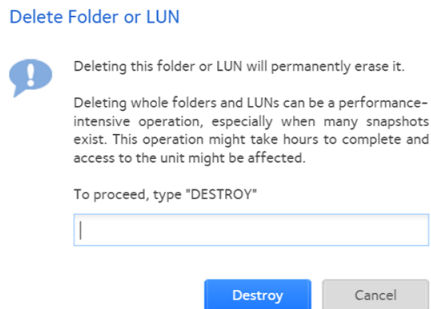 Delete Folder or LUN
Deleting this folder or LUN will permanently erase it.
Deleting whole folders and LUNs can be a performance-
intensive operation, especially when many snapshots
exist. This operation might take hours to complete and
access to the unit might be affected.
To proceed, type "DESTROY"
Destroy
Cancel